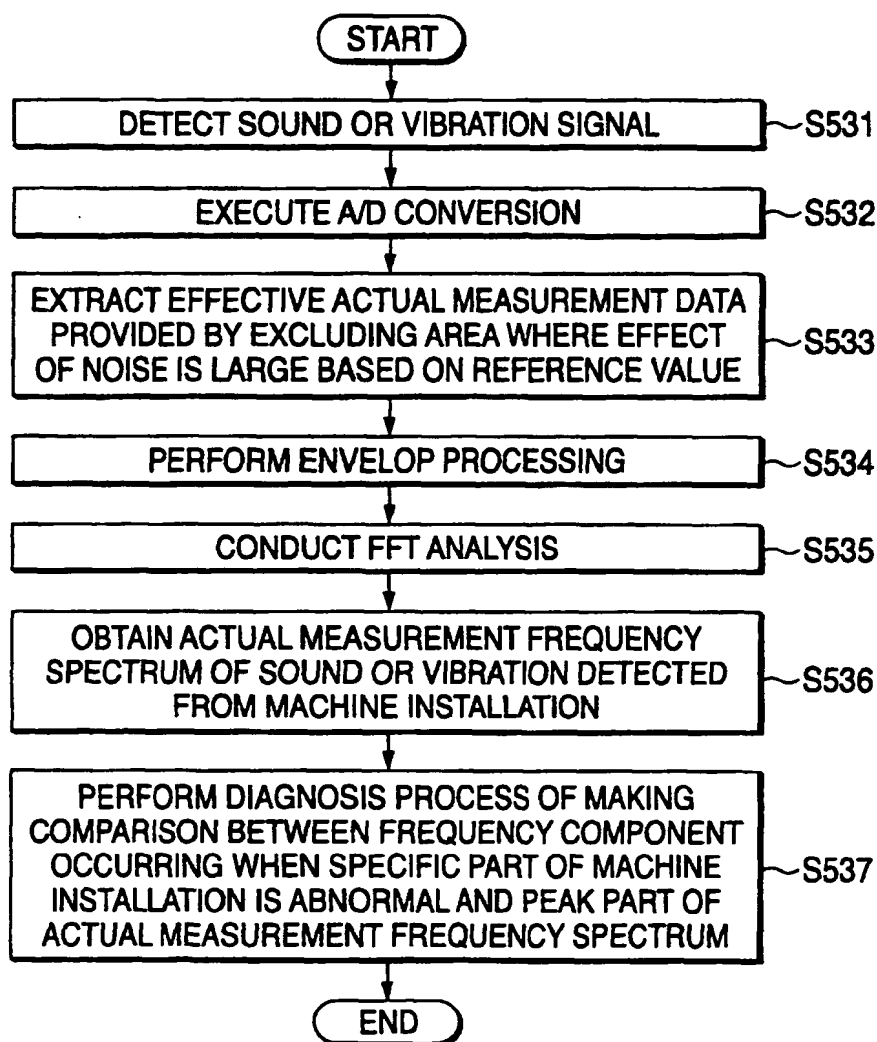 START
DETECT SOUND OR VIBRATION SIGNAL
S531
EXECUTE A/D CONVERSION
S532
EXTRACT EFFECTIVE ACTUAL MEASUREMENT DATA
PROVIDED BY EXCLUDING AREA WHERE EFFECT
OF NOISE IS LARGE BASED ON REFERENCE VALUE
S533
PERFORM ENVELOP PROCESSING
S534
CONDUCT FFT ANALYSIS
S535
OBTAIN ACTUAL MEASUREMENT FREQUENCY
SPECTRUM OF SOUND OR VIBRATION DETECTED
FROM MACHINE INSTALLATION
S536
PERFORM DIAGNOSIS PROCESS OF MAKING
COMPARISON BETWEEN FREQUENCY COMPONENT
OCCURRING WHEN SPECIFIC PART OF MACHINE
INSTALLATION IS ABNORMAL AND PEAK PART OF
ACTUAL MEASUREMENT FREQUENCY SPECTRUM
S537
END